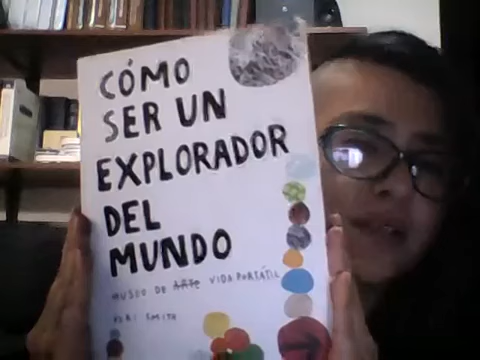 CÓMO
SER UN
EXPLORADOR
DEL
MUNDO
MUSEO DE ARTE VIDA PORTÁTIL
KERI SMITH